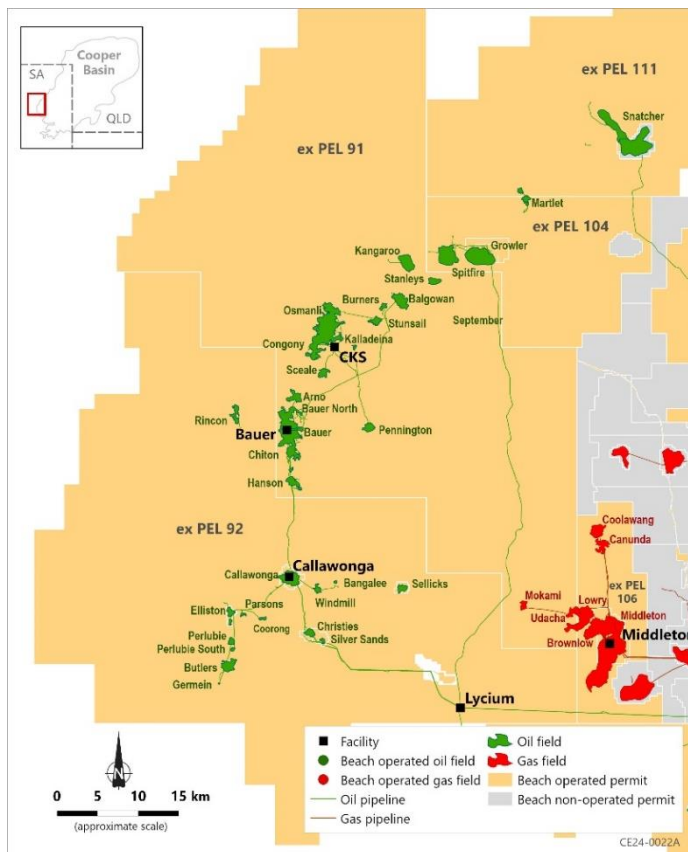 Cooper
Basin
SA
QLD
ex PEL 111
Snatcher
ex PEL 91
Martlet
ex PEL 104
Kangaroo
Growler
Spitfire
Stanleys
Burners
Balgowan
Osmanli
Stunsail
September
Kalladeina
Congony
CKS
Sceale
Arno
Bauer North
Rincon
Bauer
Bauer
Pennington
Chiton
Hanson
ex PEL 92
Coolawang
Canunda
Callawonga
Callawonga
Bangalee
Sellicks
Windmill
ex PEL
106
Mokami
Lowry
Elliston
Parsons
Udacha
Middleton
Coorong
Christies
Perlubie
Silver Sands
Brownlow
Middleton
Perlubie South
Butlers
Germein
Lycium
N
0 5 10 15 km
(approximate scale)
Facility
Oil field
Beach operated oil field
Gas field
Beach operated gas field
Beach operated permit
Oil pipeline
Beach non-operated permit
Gas pipeline
CE24-0022A